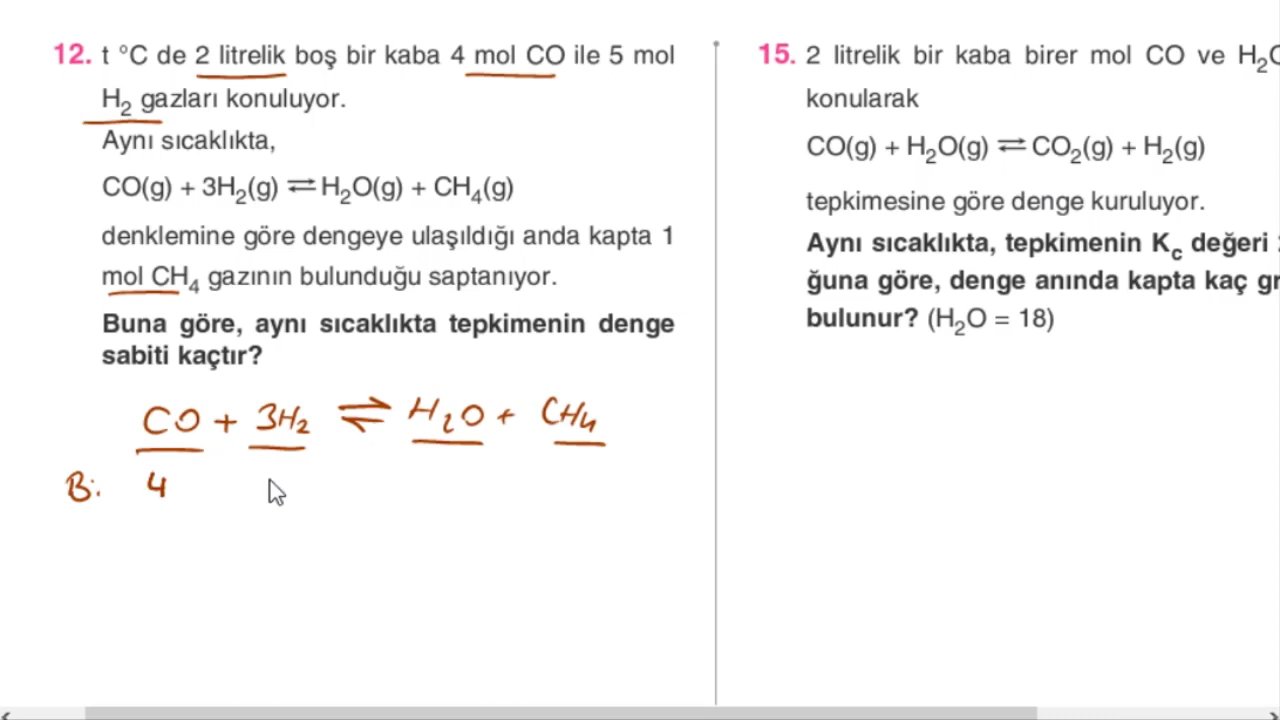 12. t °C de 2 litrelik boş bir kaba 4 mol CO ile 5 mol
H₂ gazları konuluyor.
Aynı sıcaklıkta,
CO(g) + 3H₂(g) ⇌ H₂O(g) + CH₄(g)
denklemine göre dengeye ulaşıldığı anda kapta 1
mol CH₄ gazının bulunduğu saptanıyor.
Buna göre, aynı sıcaklıkta tepkimenin denge
sabiti kaçtır?
CO + 3H₂ ⇌ H₂O + CH₄
B: 4
15. 2 litrelik bir kaba birer mol CO ve H₂O
konularak
CO(g) + H₂O(g) ⇌ CO₂(g) + H₂(g)
tepkimesine göre denge kuruluyor.
Aynı sıcaklıkta, tepkimenin K꜀ değeri
ğuna göre, denge anında kapta kaç gr
bulunur? (H₂O = 18)